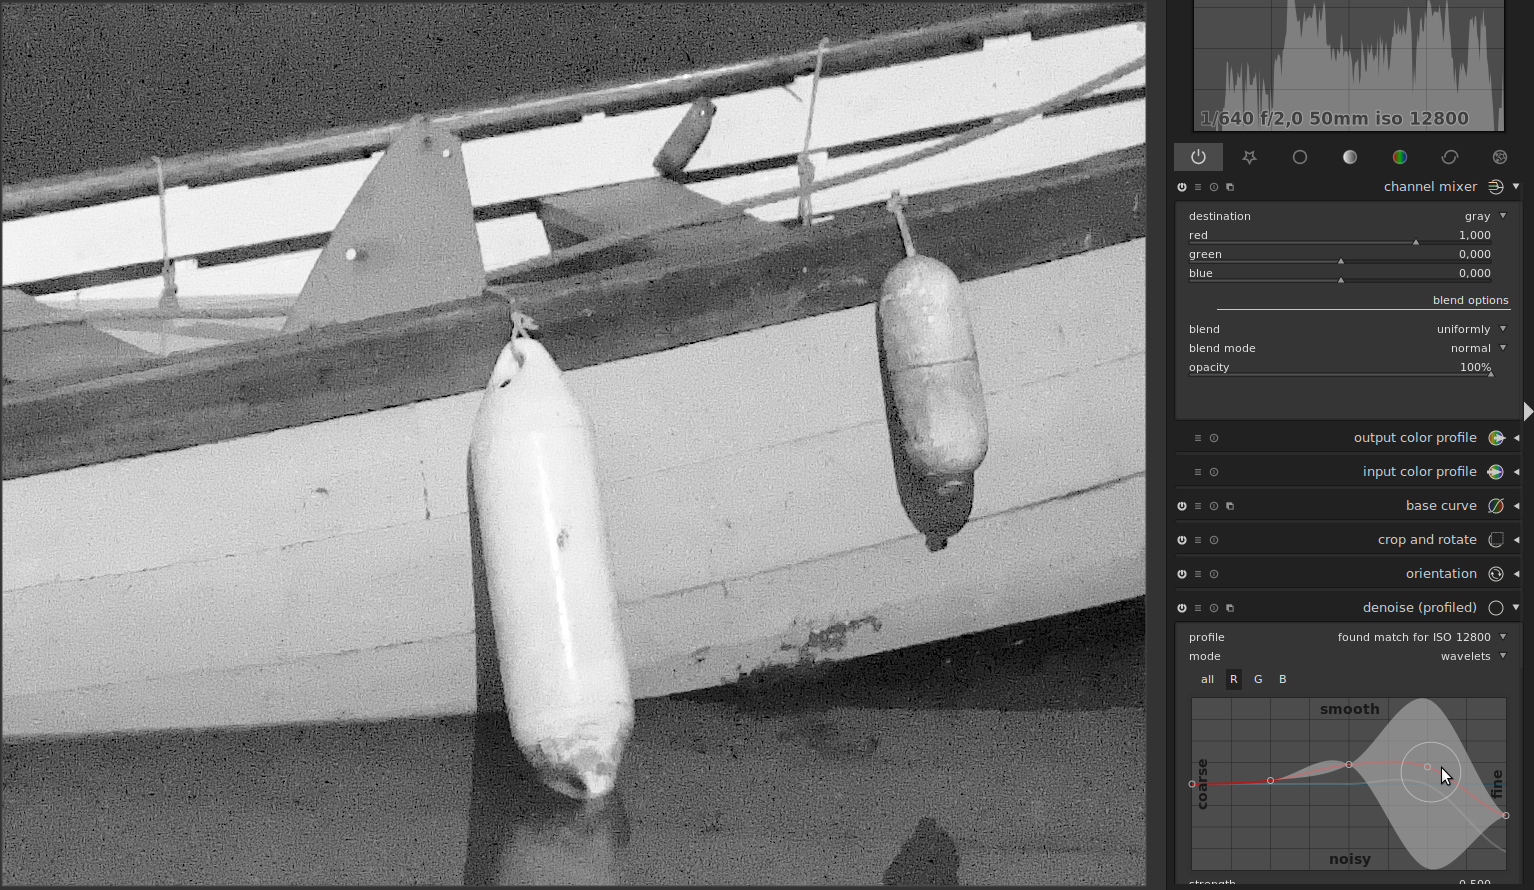 1/640 f/2,0 50mm iso 12800
channel mixer
destination gray
red 1,000
green 0,000
blue 0,000
blend options
blend uniformly
blend mode normal
opacity 100%
output color profile
input color profile
base curve
crop and rotate
orientation
denoise (profiled)
profile found match for ISO 12800
mode wavelets
all R G B
smooth
coarse
fine
noisy
strength 0,500